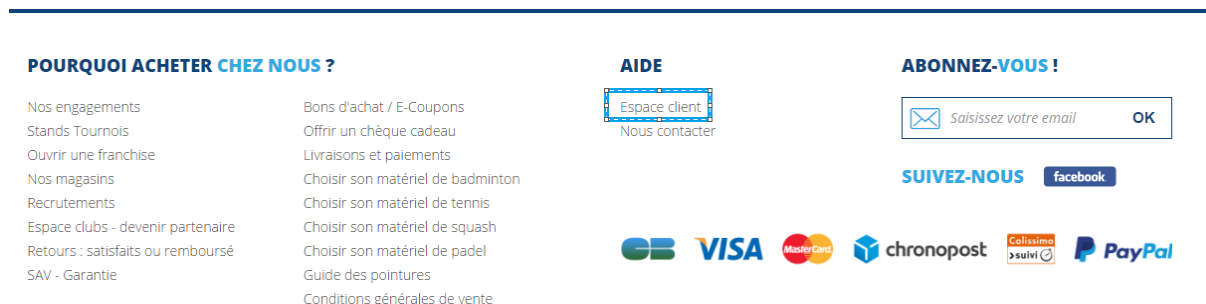 POURQUOI ACHETER CHEZ NOUS ?
Nos engagements
Stands Tournois
Ouvrir une franchise
Nos magasins
Recrutements
Espace clubs - devenir partenaire
Retours : satisfaits ou remboursé
SAV - Garantie
Bons d'achat / E-Coupons
Offrir un chèque cadeau
Livraisons et paiements
Choisir son matériel de badminton
Choisir son matériel de tennis
Choisir son matériel de squash
Choisir son matériel de padel
Guide des pointures
Conditions générales de vente
AIDE
Espace client
Nous contacter
ABONNEZ-VOUS !
Saisissez votre email OK
SUIVEZ-NOUS facebook
CB VISA MasterCard chronopost Colissimo suivi PayPal